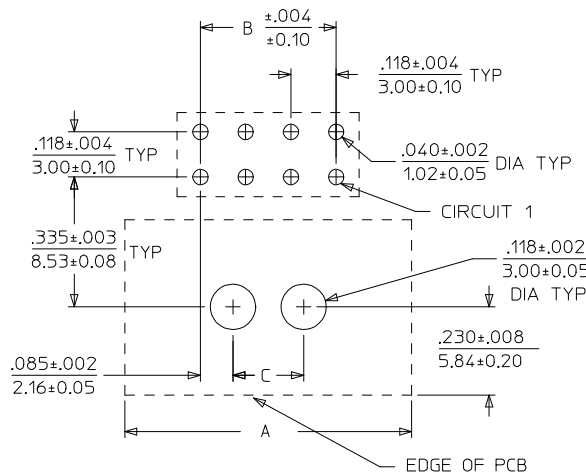 B ±.004
±0.10
.118±.004
3.00±0.10 TYP
.118±.004
3.00±0.10 TYP
.040±.002
1.02±0.05 DIA TYP
CIRCUIT 1
.335±.003
8.53±0.08 TYP
.118±.002
3.00±0.05
DIA TYP
.230±.008
5.84±0.20
.085±.002
2.16±0.05
C
A
EDGE OF PCB